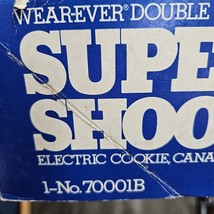 WEAR-EVER® DOUBLE
SUPE
SHOO
ELECTRIC COOKIE, CANA
1-No. 70001B